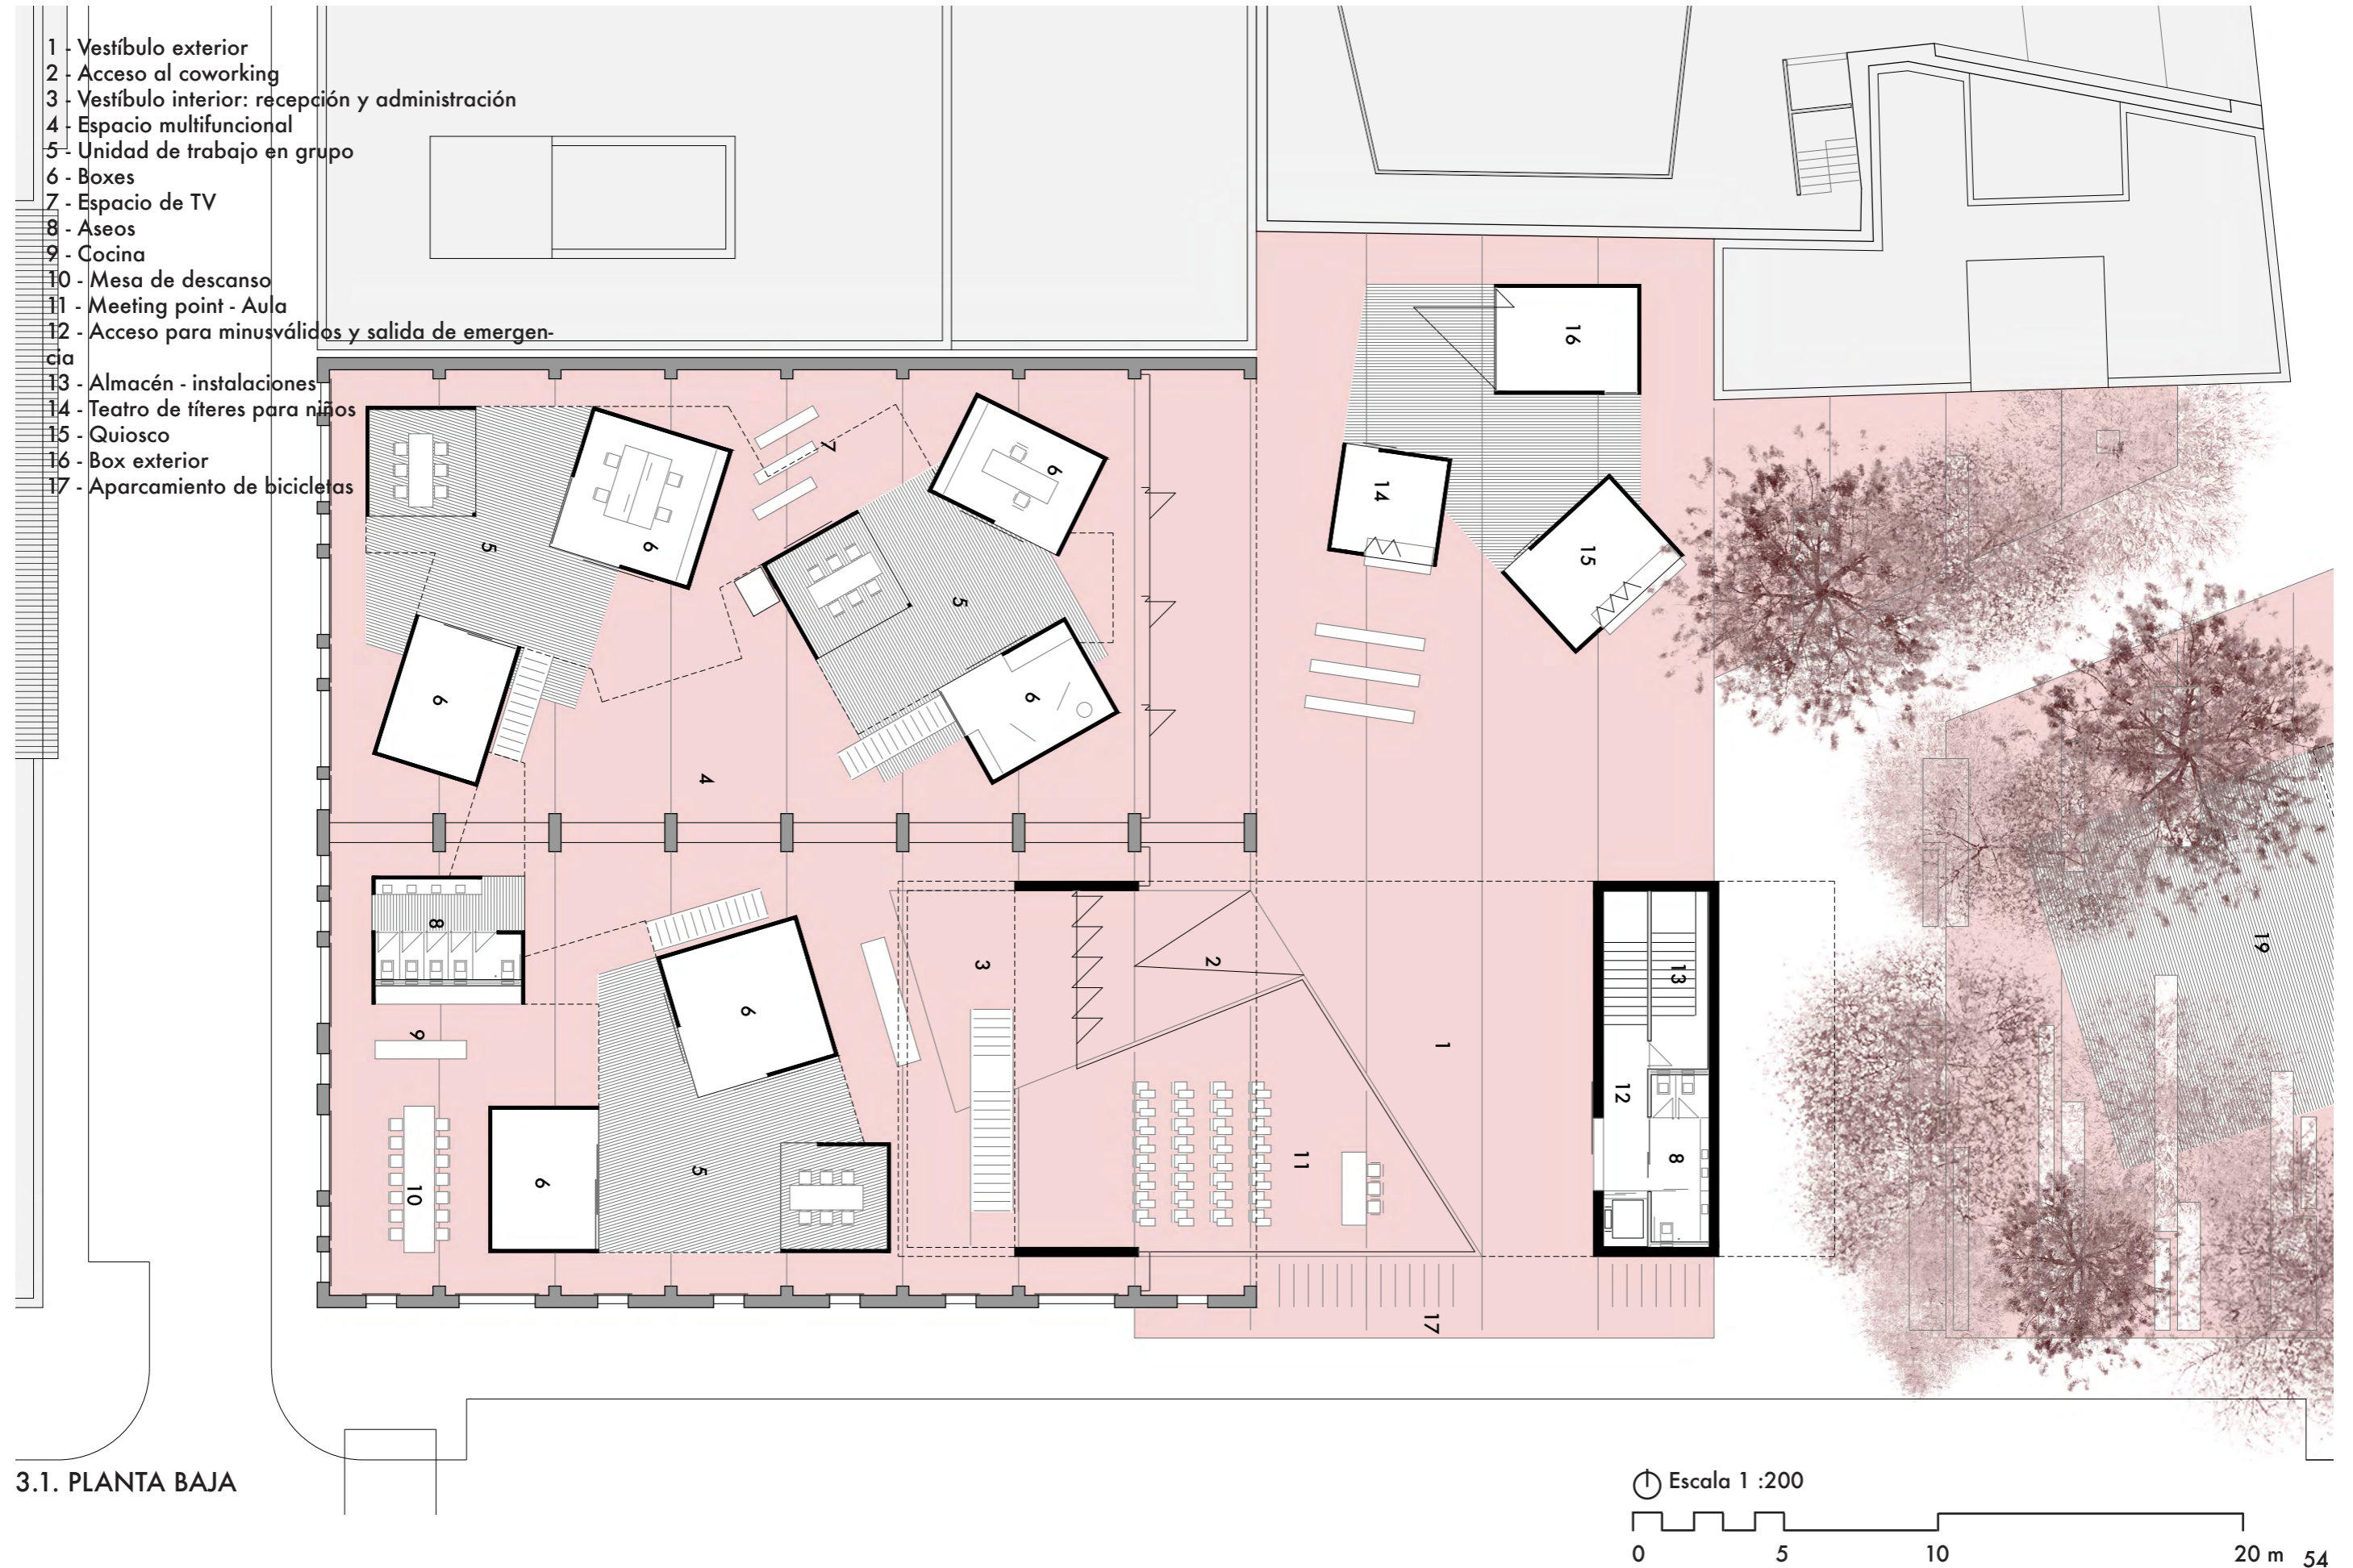 1 - Vestíbulo exterior
2 - Acceso al coworking
3 - Vestíbulo interior: recepción y administración
4 - Espacio multifuncional
5 - Unidad de trabajo en grupo
6 - Boxes
7 - Espacio de TV
8 - Aseos
9 - Cocina
10 - Mesa de descanso
11 - Meeting point - Aula
12 - Acceso para minusválidos y salida de emergen-
cia
13 - Almacén - instalaciones
14 - Teatro de títeres para niños
15 - Quiosco
16 - Box exterior
17 - Aparcamiento de bicicletas
16
7
6
14
5
6
15
5
6
6
4
8
19
3
2
13
6
9
1
12
11
8
5
6
10
17
3.1. PLANTA BAJA
Escala 1 :200
0 5 10 20 m
54